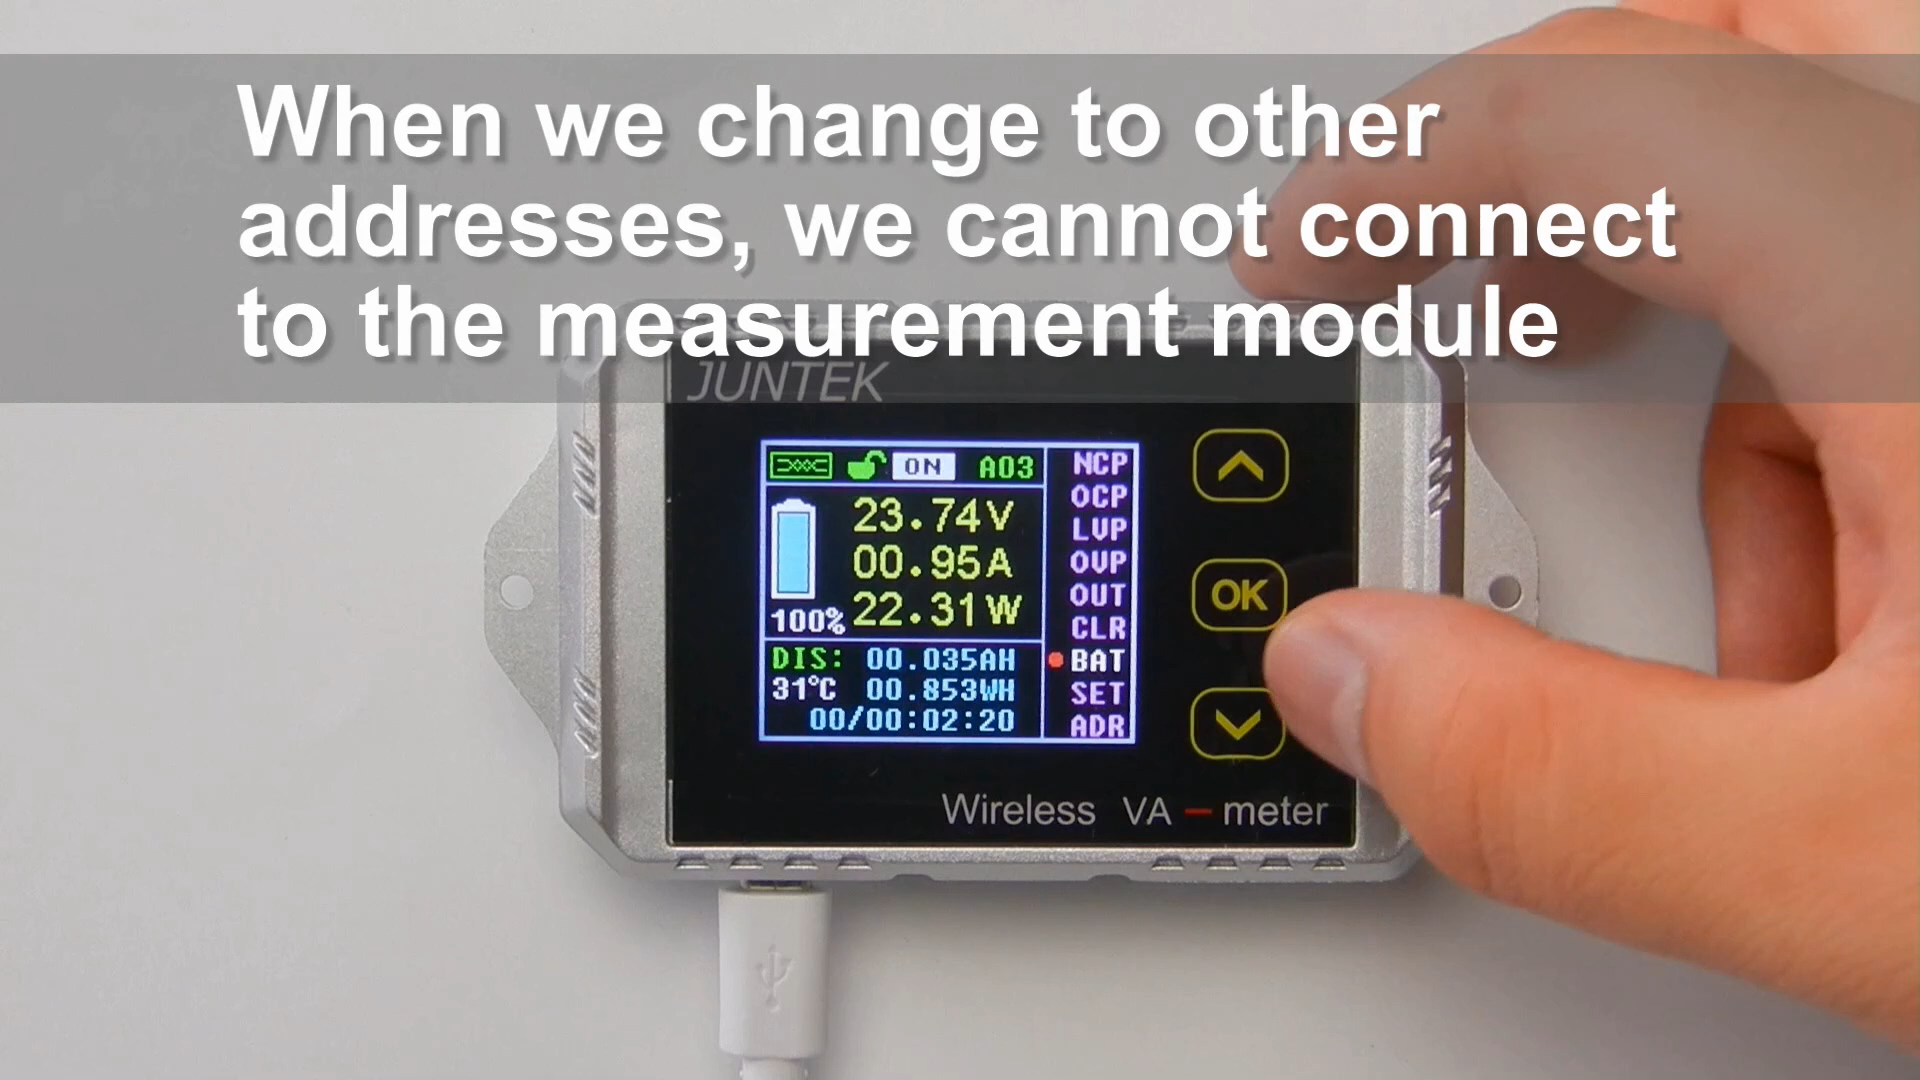 When we change to other
addresses, we cannot connect
to the measurement module
JUNTEK
ON A03
23.74V
00.95A
22.31W
100%
DIS: 00.035AH
31°C 00.853WH
00/00:02:20
NCP
OCP
LVP
OVP
OUT
CLR
BAT
SET
ADR
OK
Wireless VA - meter